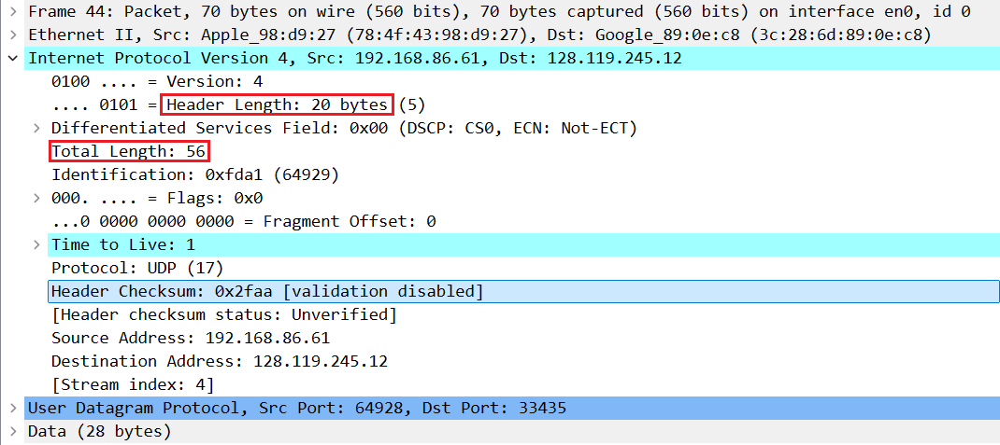 Frame 44: Packet, 70 bytes on wire (560 bits), 70 bytes captured (560 bits) on interface en0, id 0
Ethernet II, Src: Apple_98:d9:27 (78:4f:43:98:d9:27), Dst: Google_89:0e:c8 (3c:28:6d:89:0e:c8)
Internet Protocol Version 4, Src: 192.168.86.61, Dst: 128.119.245.12
0100 .... = Version: 4
.... 0101 = Header Length: 20 bytes (5)
Differentiated Services Field: 0x00 (DSCP: CS0, ECN: Not-ECT)
Total Length: 56
Identification: 0xfda1 (64929)
000. .... = Flags: 0x0
...0 0000 0000 0000 = Fragment Offset: 0
Time to Live: 1
Protocol: UDP (17)
Header Checksum: 0x2faa [validation disabled]
[Header checksum status: Unverified]
Source Address: 192.168.86.61
Destination Address: 128.119.245.12
[Stream index: 4]
User Datagram Protocol, Src Port: 64928, Dst Port: 33435
Data (28 bytes)